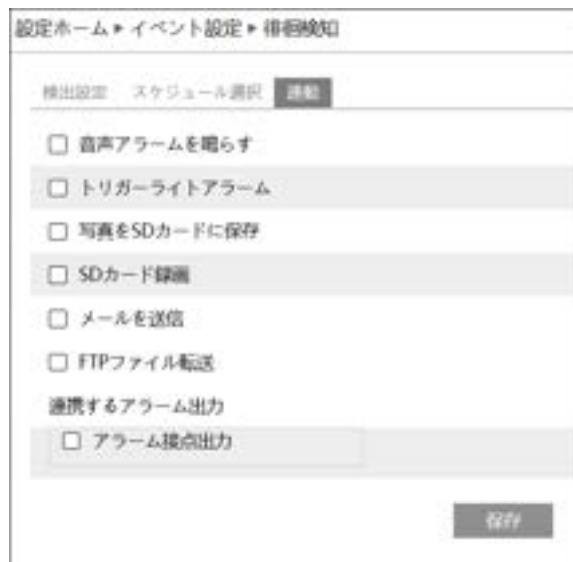 設定ホーム ▶ イベント設定 ▶ 徘徊検知
検出設定 スケジュール選択 連動
音声アラームを鳴らす
トリガーライトアラーム
写真をSDカードに保存
SDカード録画
メールを送信
FTPファイル転送
連携するアラーム出力
アラーム接点出力
保存